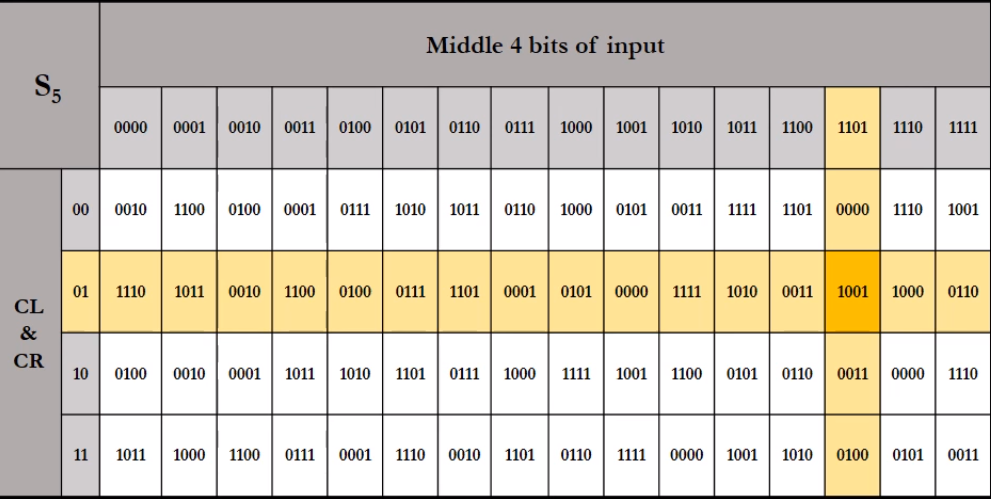 Middle 4 bits of input
S5
0000 0001 0010 0011 0100 0101 0110 0111 1000 1001 1010 1011 1100 1101 1110 1111
00 0010 1100 0100 0001 0111 1010 1011 0110 1000 0101 0011 1111 1101 0000 1110 1001
01 1110 1011 0010 1100 0100 0111 1101 0001 0101 0000 1111 1010 0011 1001 1000 0110
CL
&
CR
10 0100 0010 0001 1011 1010 1101 0111 1000 1111 1001 1100 0101 0110 0011 0000 1110
11 1011 1000 1100 0111 0001 1110 0010 1101 0110 1111 0000 1001 1010 0100 0101 0011